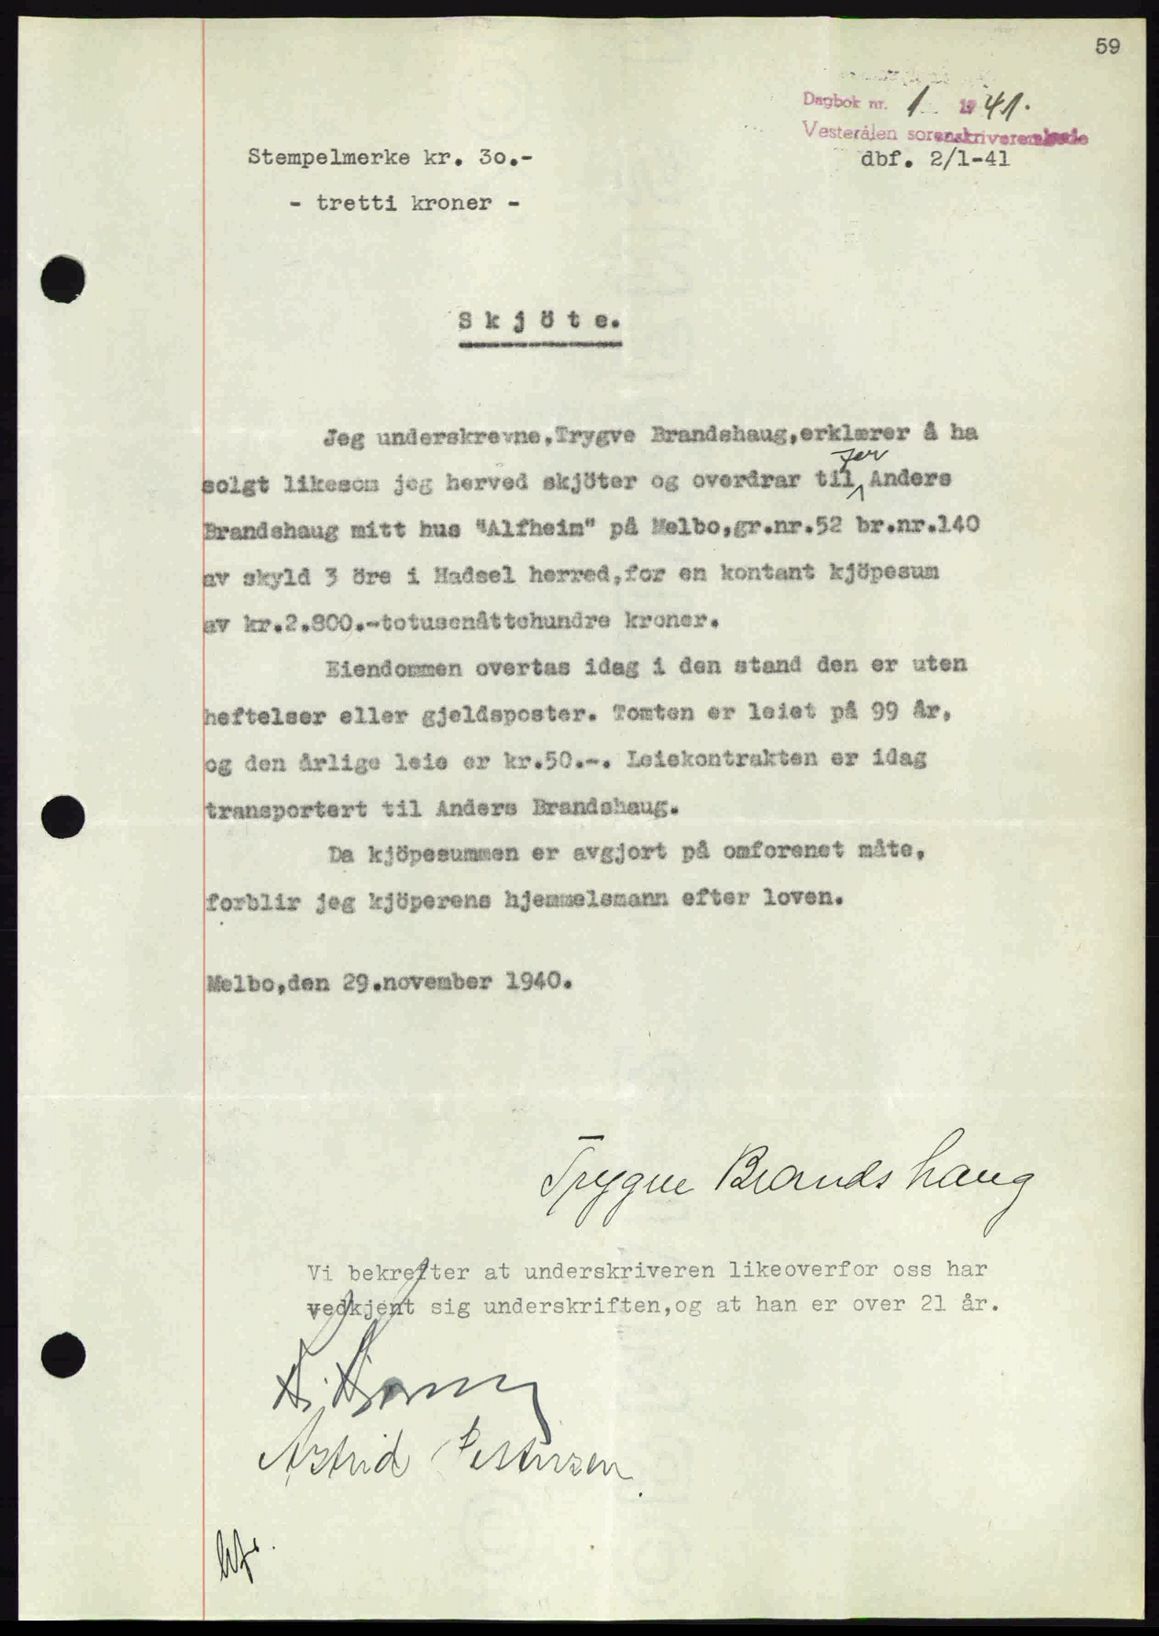 59
Dagbok nr. 1 1941.
Vesterålen sorenskriverembede
Stempelmerke kr. 3o.-
dbf. 2/1-41
- tretti kroner -
Skjöte.
Jeg underskrevne,Trygve Brandshaug,erklærer å ha
solgt likesom jeg herved skjöter og overdrar til far Anders
Brandshaug mitt hus "Alfheim" på Melbo,gr.nr.52 br.nr.140
av skyld 3 öre i Hadsel herred,for en kontant kjöpesum
av kr.2.800.-totusenåttehundre kroner.
Eiendommen overtas idag i den stand den er uten
heftelser eller gjeldsposter. Tomten er leiet på 99 år,
og den årlige leie er kr.50.-. Leiekontrakten er idag
transportert til Anders Brandshaug.
Da kjöpesummen er avgjort på omforenet måte,
forblir jeg kjöperens hjemmelsmann efter loven.
Melbo,den 29.november 1940.
Trygve Brandshaug
Vi bekrefter at underskriveren likeoverfor oss har
vedkjent sig underskriften,og at han er over 21 år.
Astrid